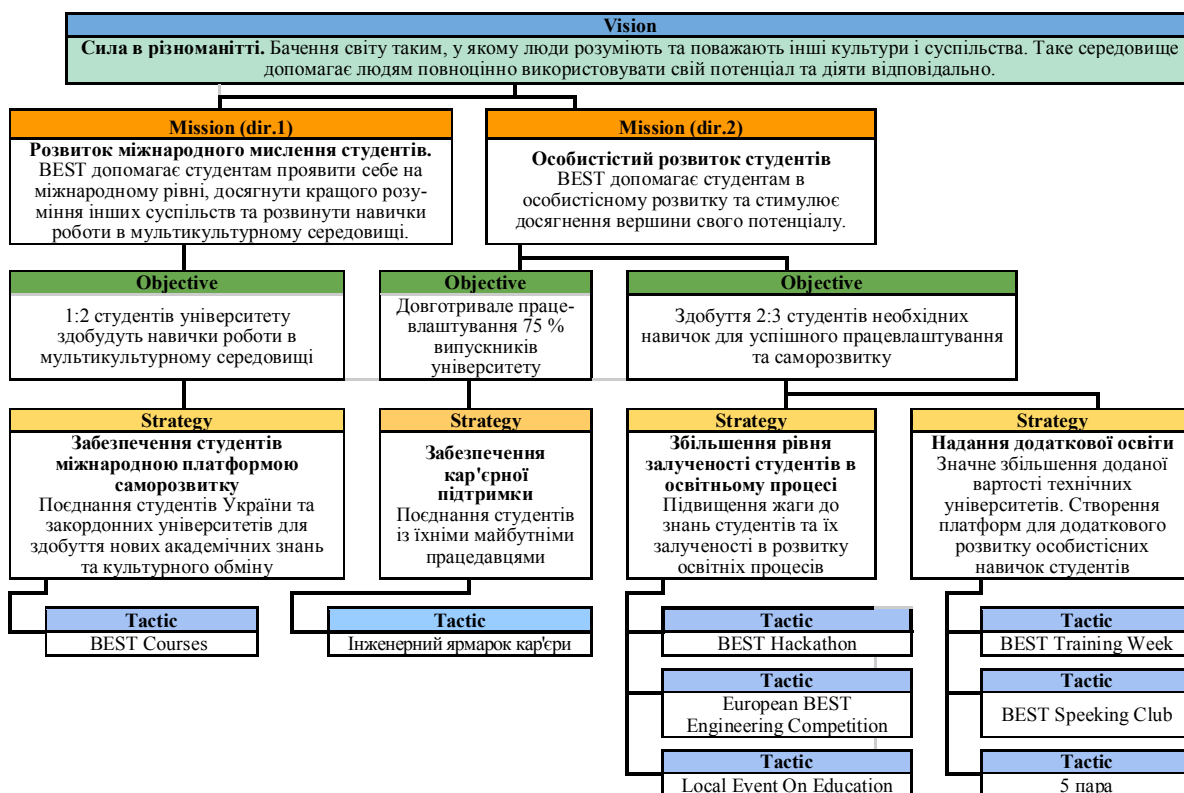 Vision
Сила в різноманітті. Бачення світу таким, у якому люди розуміють та поважають інші культури і суспільства. Таке середовище
допомагає людям повноцінно використовувати свій потенціал та діяти відповідально.
Mission (dir.1)
Розвиток міжнародного мислення студентів.
BEST допомагає студентам проявити себе на
міжнародному рівні, досягнути кращого розу-
міння інших суспільств та розвинути навички
роботи в мультикультурному середовищі.
Mission (dir.2)
Особистістий розвиток студентів
BEST допомагає студентам в
особистісному розвитку та стимулює
досягнення вершини свого потенціалу.
Objective
1:2 студентів університету
здобудуть навички роботи в
мультикультурному середовищі
Objective
Довготривале праце-
влаштування 75 %
випускників
університету
Objective
Здобуття 2:3 студентів необхідних
навичок для успішного працевлаштування
та саморозвитку
Strategy
Забезпечення студентів
міжнародною платформою
саморозвитку
Поєднання студентів України та
закордонних університетів для
здобуття нових академічних знань
та культурного обміну
Strategy
Забезпечення
кар'єрної
підтримки
Поєднання студентів
із їхніми майбутніми
працедавцями
Strategy
Збільшення рівня
залученості студентів в
освітньому процесі
Підвищення жаги до
знань студентів та їх
залученості в розвитку
освітніх процесів
Strategy
Надання додаткової освіти
Значне збільшення доданої
вартості технічних
університетів. Створення
платформ для додаткового
розвитку особистісних
навичок студентів
Tactic
BEST Courses
Tactic
Інженерний ярмарок кар'єри
Tactic
BEST Hackathon
Tactic
European BEST
Engineering Competition
Tactic
Local Event On Education
Tactic
BEST Training Week
Tactic
BEST Speeking Club
Tactic
5 пара